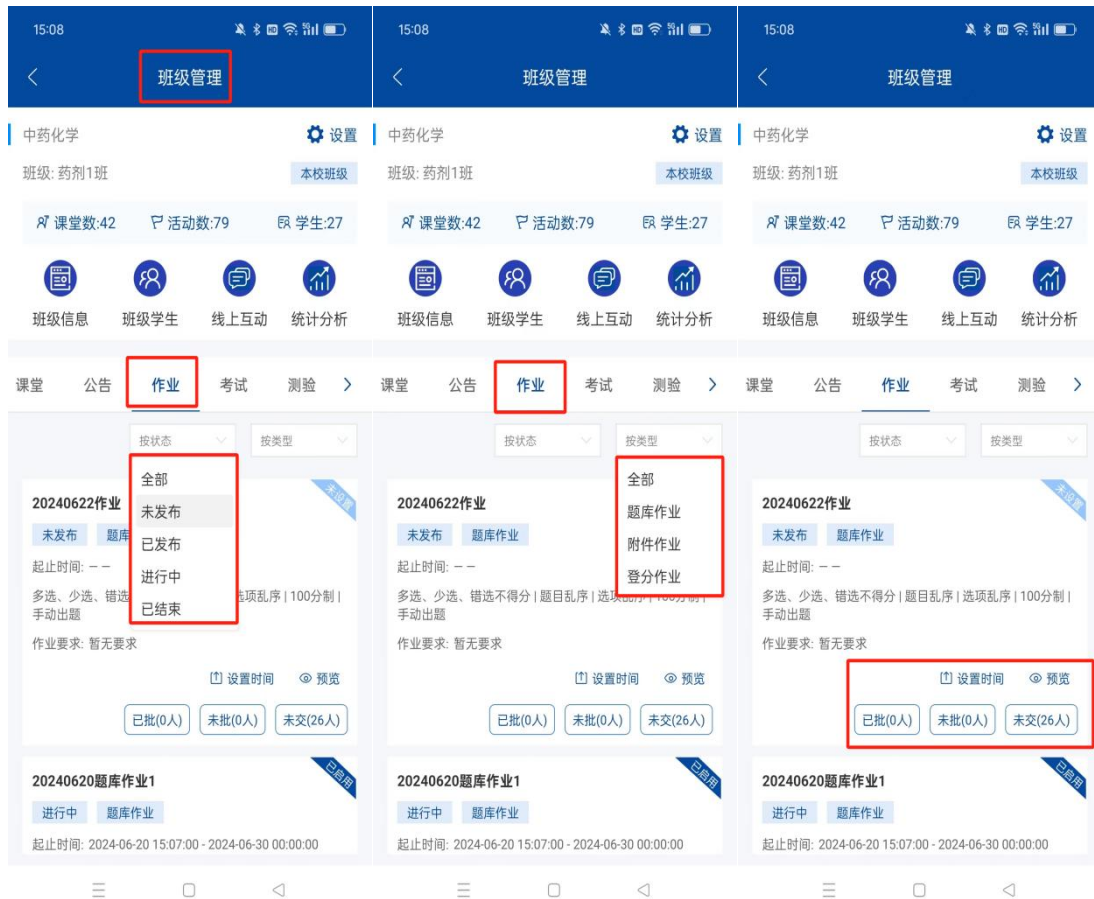 15:08
班级管理
中药化学
设置
班级: 药剂1班
本校班级
课堂数:42 活动数:79 学生:27
班级信息 班级学生 线上互动 统计分析
课堂 公告 作业 考试 测验
按状态 按类型
全部
未发布
已发布
进行中
已结束
20240622作业
未设置
未发布 题库
起止时间: — —
多选、少选、错选
选项乱序 | 100分制 |
手动出题
作业要求: 暂无要求
设置时间 预览
已批(0人) 未批(0人) 未交(26人)
20240620题库作业1
已启用
进行中 题库作业
起止时间: 2024-06-20 15:07:00 - 2024-06-30 00:00:00
15:08
班级管理
中药化学
设置
班级: 药剂1班
本校班级
课堂数:42 活动数:79 学生:27
班级信息 班级学生 线上互动 统计分析
课堂 公告 作业 考试 测验
按状态 按类型
全部
题库作业
附件作业
登分作业
20240622作业
未发布 题库作业
起止时间: — —
多选、少选、错选不得分 | 题目乱序 | 选项乱序 | 100分制 |
手动出题
作业要求: 暂无要求
设置时间 预览
已批(0人) 未批(0人) 未交(26人)
20240620题库作业1
已启用
进行中 题库作业
起止时间: 2024-06-20 15:07:00 - 2024-06-30 00:00:00
15:08
班级管理
中药化学
设置
班级: 药剂1班
本校班级
课堂数:42 活动数:79 学生:27
班级信息 班级学生 线上互动 统计分析
课堂 公告 作业 考试 测验
按状态 按类型
20240622作业
未设置
未发布 题库作业
起止时间: — —
多选、少选、错选不得分 | 题目乱序 | 选项乱序 | 100分制 |
手动出题
作业要求: 暂无要求
设置时间 预览
已批(0人) 未批(0人) 未交(26人)
20240620题库作业1
已启用
进行中 题库作业
起止时间: 2024-06-20 15:07:00 - 2024-06-30 00:00:00